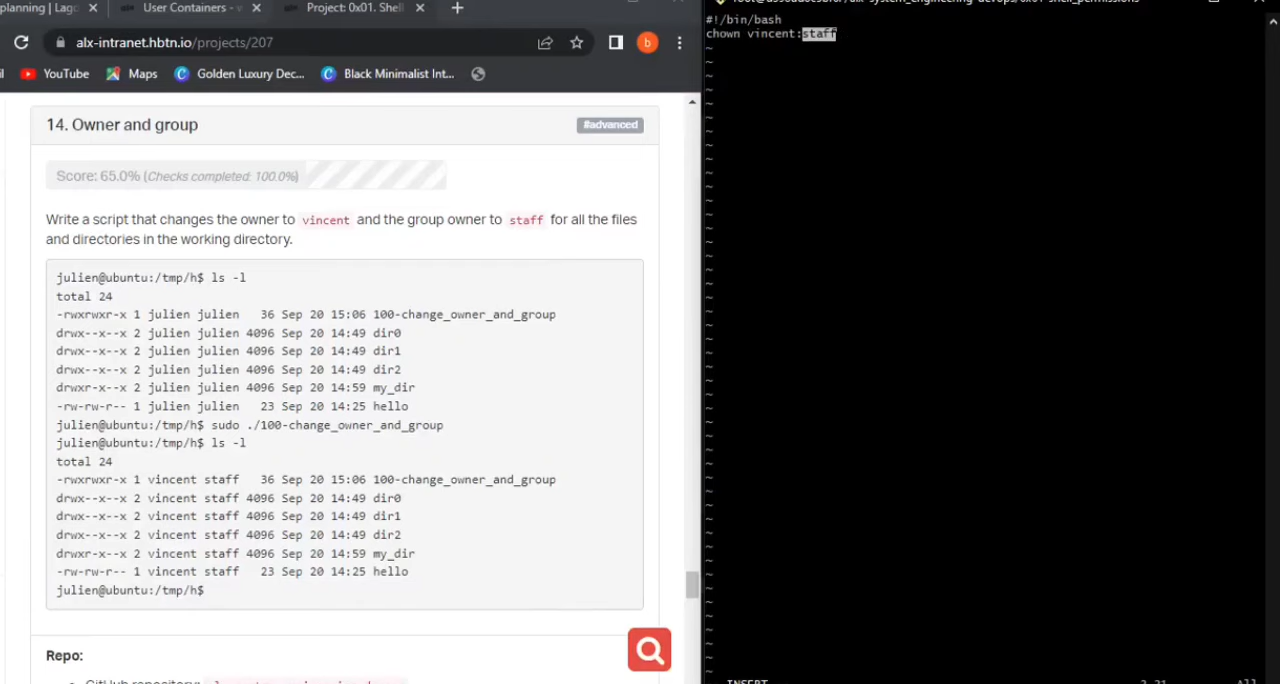 planning | Lag
User Containers -
Project: 0x01. Shell
alx-intranet.hbtn.io/projects/207
b
YouTube
Maps
Golden Luxury Dec...
Black Minimalist Int...
14. Owner and group
#advanced
Score: 65.0% (Checks completed: 100.0%)
Write a script that changes the owner to vincent and the group owner to staff for all the files
and directories in the working directory.
julien@ubuntu:/tmp/h$ ls -l
total 24
-rwxrwxr-x 1 julien julien   36 Sep 20 15:06 100-change_owner_and_group
drwx--x--x 2 julien julien 4096 Sep 20 14:49 dir0
drwx--x--x 2 julien julien 4096 Sep 20 14:49 dir1
drwx--x--x 2 julien julien 4096 Sep 20 14:49 dir2
drwxr-x--x 2 julien julien 4096 Sep 20 14:59 my_dir
-rw-rw-r-- 1 julien julien   23 Sep 20 14:25 hello
julien@ubuntu:/tmp/h$ sudo ./100-change_owner_and_group
julien@ubuntu:/tmp/h$ ls -l
total 24
-rwxrwxr-x 1 vincent staff   36 Sep 20 15:06 100-change_owner_and_group
drwx--x--x 2 vincent staff 4096 Sep 20 14:49 dir0
drwx--x--x 2 vincent staff 4096 Sep 20 14:49 dir1
drwx--x--x 2 vincent staff 4096 Sep 20 14:49 dir2
drwxr-x--x 2 vincent staff 4096 Sep 20 14:59 my_dir
-rw-rw-r-- 1 vincent staff   23 Sep 20 14:25 hello
julien@ubuntu:/tmp/h$
Repo:
#!/bin/bash
chown vincent:staff